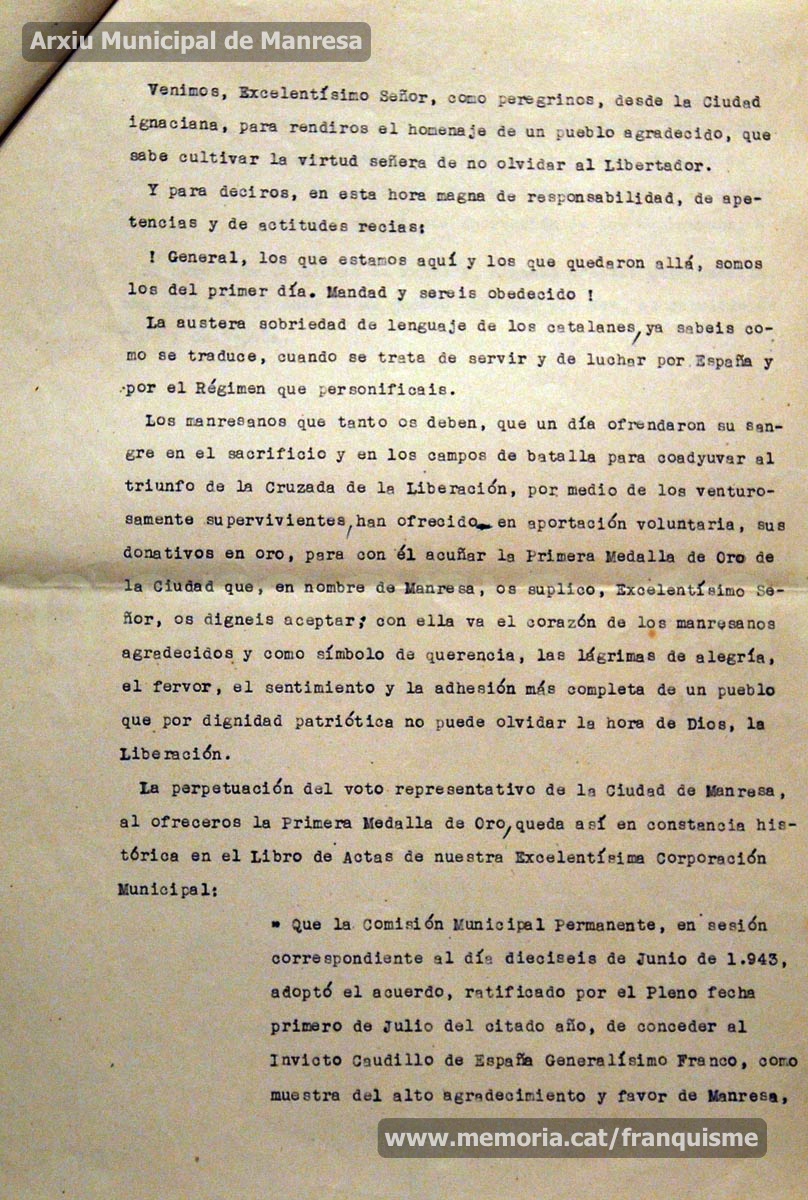 Arxiu Municipal de Manresa
Venimos, Excelentísimo Señor, como peregrinos, desde la Ciudad
ignaciana, para rendiros el homenaje de un pueblo agradecido, que
sabe cultivar la virtud señera de no olvidar al Libertador.
Y para deciros, en esta hora magna de responsabilidad, de ape-
tencias y de actitudes recias:
! General, los que estamos aquí y los que quedaron allá, somos
los del primer día. Mandad y sereis obedecido !
La austera sobriedad de lenguaje de los catalanes, ya sabeis co-
mo se traduce, cuando se trata de servir y de luchar por España y
por el Régimen que personificais.
Los manresanos que tanto os deben, que un día ofrendaron su san-
gre en el sacrificio y en los campos de batalla para coadyuvar al
triunfo de la Cruzada de la Liberación, por medio de los venturo-
samente supervivientes, han ofrecido en aportación voluntaria, sus
donativos en oro, para con él acuñar la Primera Medalla de Oro de
la Ciudad que, en nombre de Manresa, os suplico, Excelentísimo Se-
ñor, os digneis aceptar; con ella va el corazón de los manresanos
agradecidos y como símbolo de querencia, las lágrimas de alegría,
el fervor, el sentimiento y la adhesión más completa de un pueblo
que por dignidad patriótica no puede olvidar la hora de Dios, la
Liberación.
La perpetuación del voto representativo de la Ciudad de Manresa,
al ofreceros la Primera Medalla de Oro, queda así en constancia his-
tórica en el Libro de Actas de nuestra Excelentísima Corporación
Municipal:
" Que la Comisión Municipal Permanente, en sesión
correspondiente al día dieciseis de Junio de 1.943,
adoptó el acuerdo, ratificado por el Pleno fecha
primero de Julio del citado año, de conceder al
Invicto Caudillo de España Generalísimo Franco, como
muestra del alto agradecimiento y favor de Manresa,
www.memoria.cat/franquisme